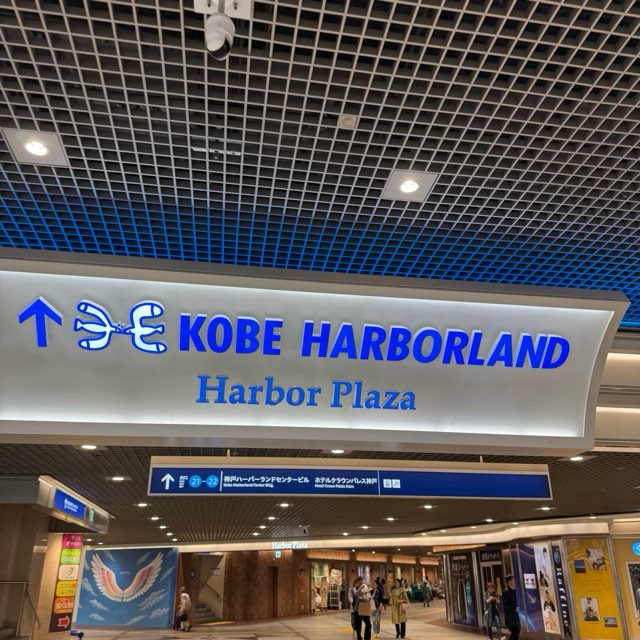 ↑ KOBE HARBORLAND
Harbor Plaza
↑ 21-22 神戸ハーバーランドセンタービル ホテルクラウンパレス神戸
Kobe Harborland Center Bldg. Hotel Crown Palais Kobe
Harbor Plaza